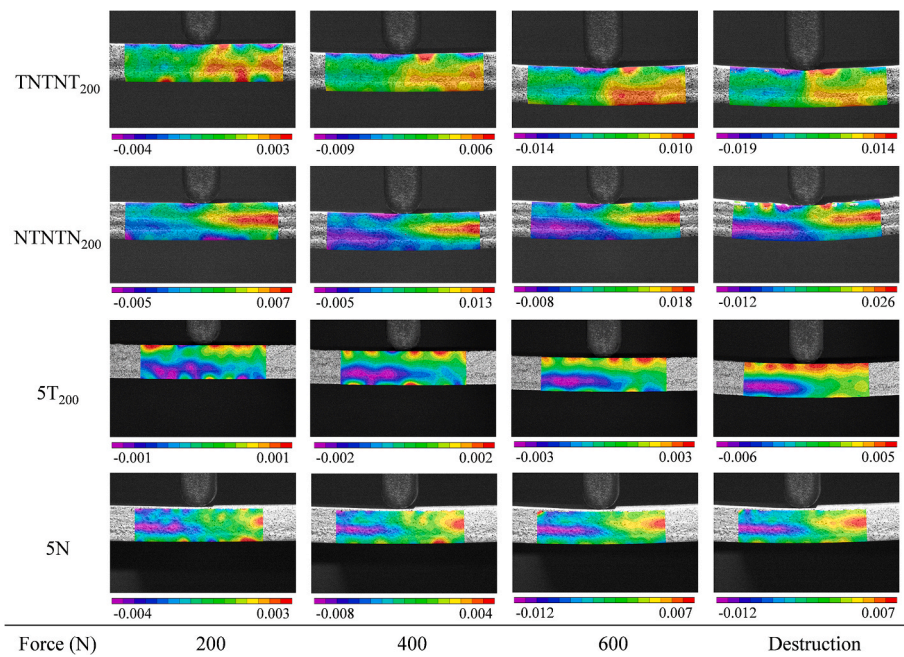 TNTNT200
-0.004 0.003 -0.009 0.006 -0.014 0.010 -0.019 0.014
NTNTN200
-0.005 0.007 -0.005 0.013 -0.008 0.018 -0.012 0.026
5T200
-0.001 0.001 -0.002 0.002 -0.003 0.003 -0.006 0.005
5N
-0.004 0.003 -0.008 0.004 -0.012 0.007 -0.012 0.007
Force (N) 200 400 600 Destruction